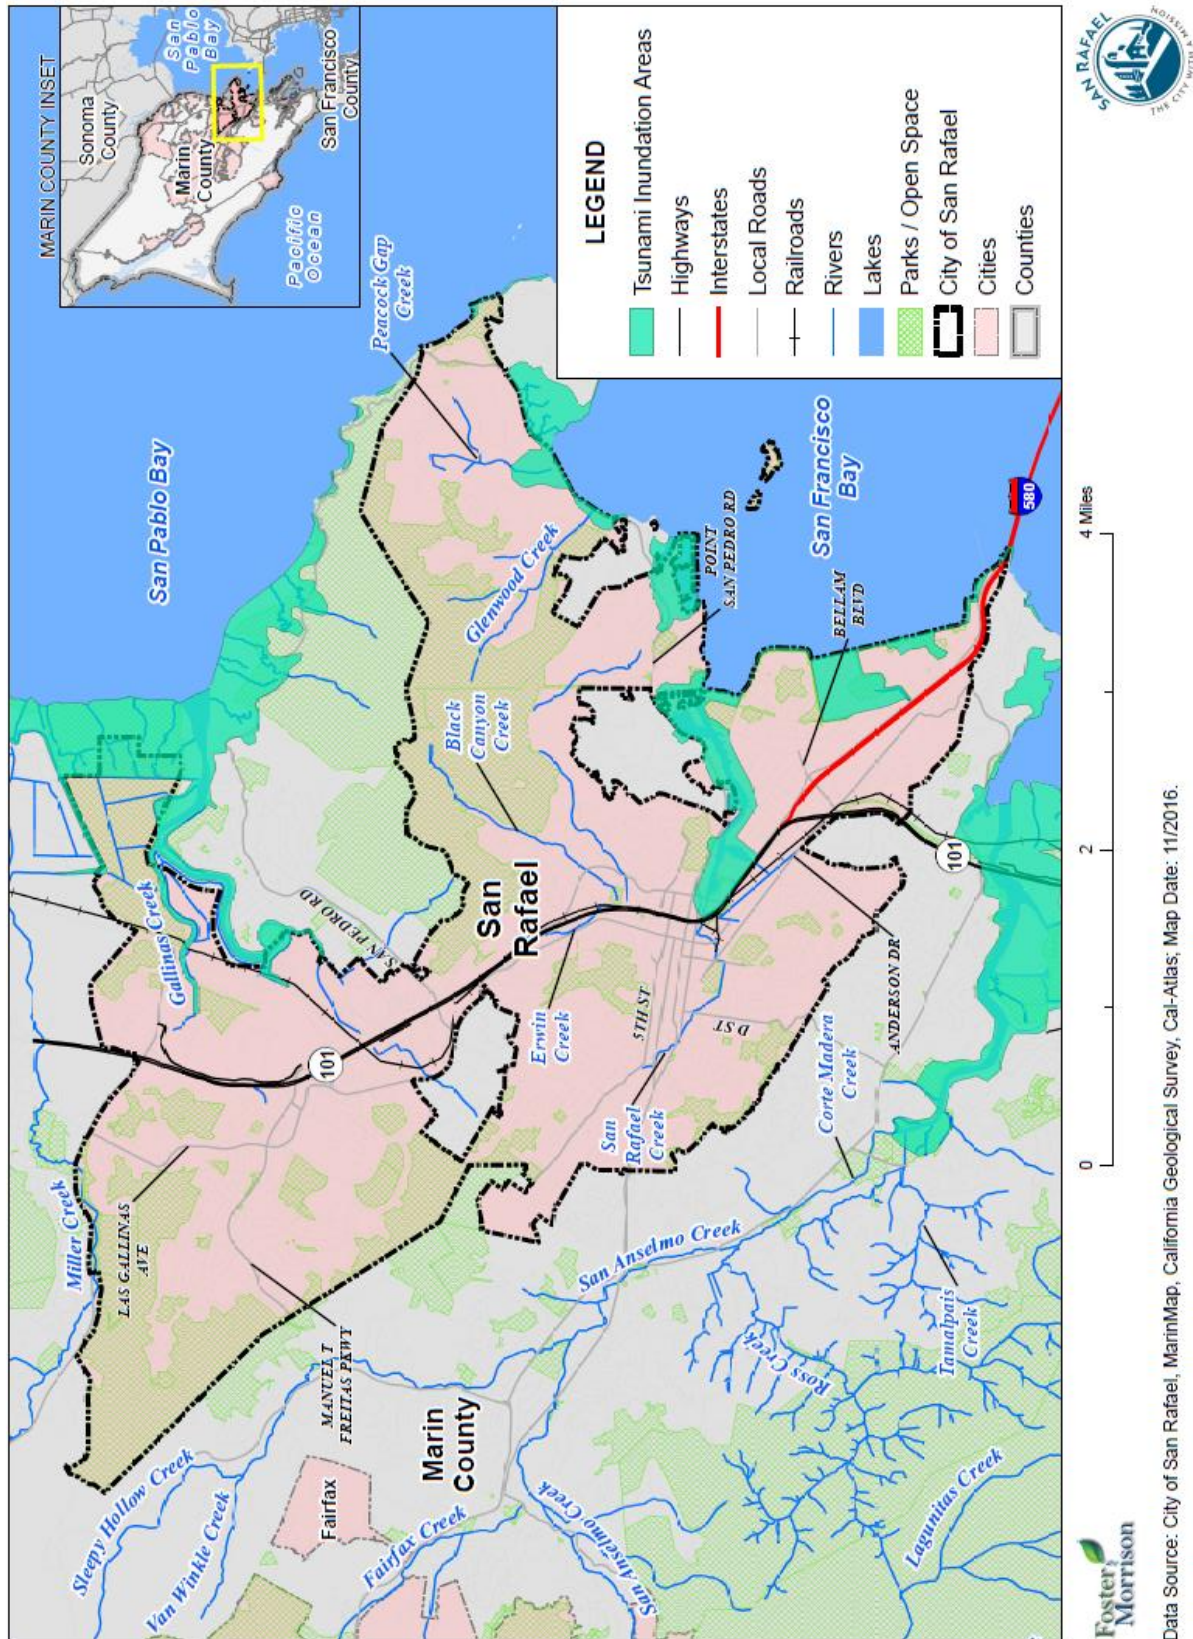 MARIN COUNTY INSET
Sonoma
County
San
Pablo
Bay
Marin
County
Pacific
Ocean
San Francisco
County
San Pablo Bay
Peacock Gap
Creek
LEGEND
Tsunami Inundation Areas
Highways
Interstates
Local Roads
Railroads
Rivers
Lakes
Parks / Open Space
City of San Rafael
Cities
Counties
Miller Creek
Gallinas Creek
LAS GALLINAS
AVE
101
SAN PEDRO RD
MANUEL T
FREITAS PKWY
Sleepy Hollow Creek
Van Winkle Creek
Fairfax
Marin
County
Fairfax Creek
San Anselmo Creek
San Anselmo Creek
San
Rafael
Black
Canyon
Creek
Glenwood Creek
Erwin
Creek
5TH ST
D ST
San
Rafael
Creek
POINT
SAN PEDRO RD
San Francisco
Bay
BELLAM
BLVD
580
101
ANDERSON DR
Corte Madera
Creek
Ross Creek
Tamalpais
Creek
Lagunitas Creek
0
2
4
Miles
Foster
Morrison
SAN RAFAEL
THE CITY WITH A MISSION
Data Source: City of San Rafael, MarinMap, California Geological Survey, Cal-Atlas; Map Date: 11/2016.